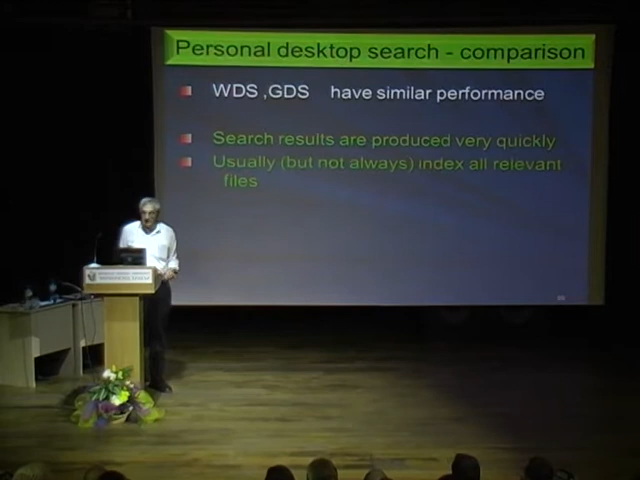 Personal desktop search - comparison
WDS ,GDS have similar performance
Search results are produced very quickly
Usually (but not always) index all relevant
files